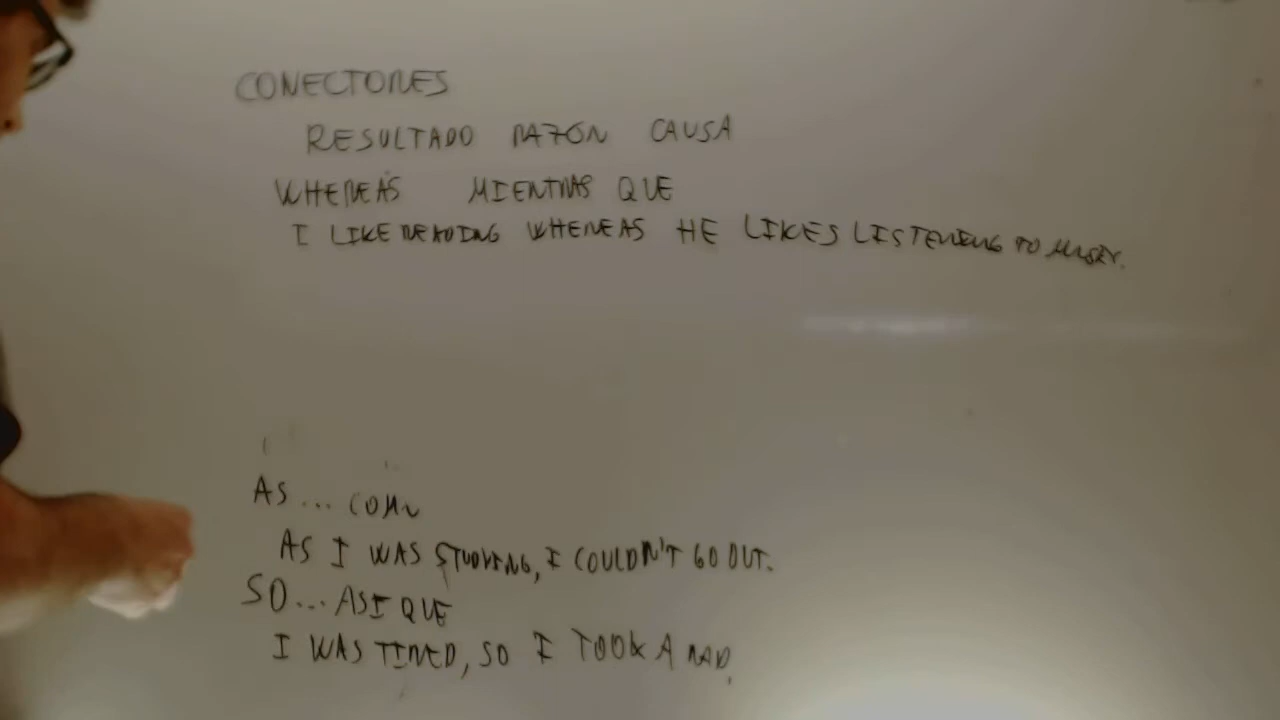 CONECTORES
RESULTADO RAZÓN CAUSA
WHEREAS MIENTRAS QUE
I LIKE READING WHEREAS HE LIKES LISTENING TO MUSIC.
AS... COMO
AS I WAS STUDYING, I COULDN'T GO OUT.
SO... ASI QUE
I WAS TIRED, SO I TOOK A NAP.